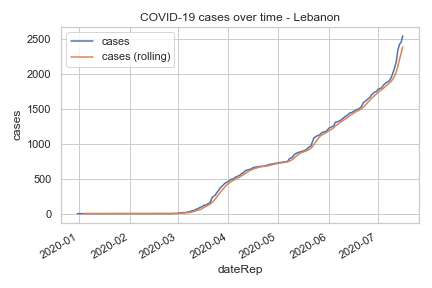 COVID-19 cases over time - Lebanon
cases
cases (rolling)
2500
2000
1500
1000
500
0
cases
2020-01
2020-02
2020-03
2020-04
2020-05
2020-06
2020-07
dateRep